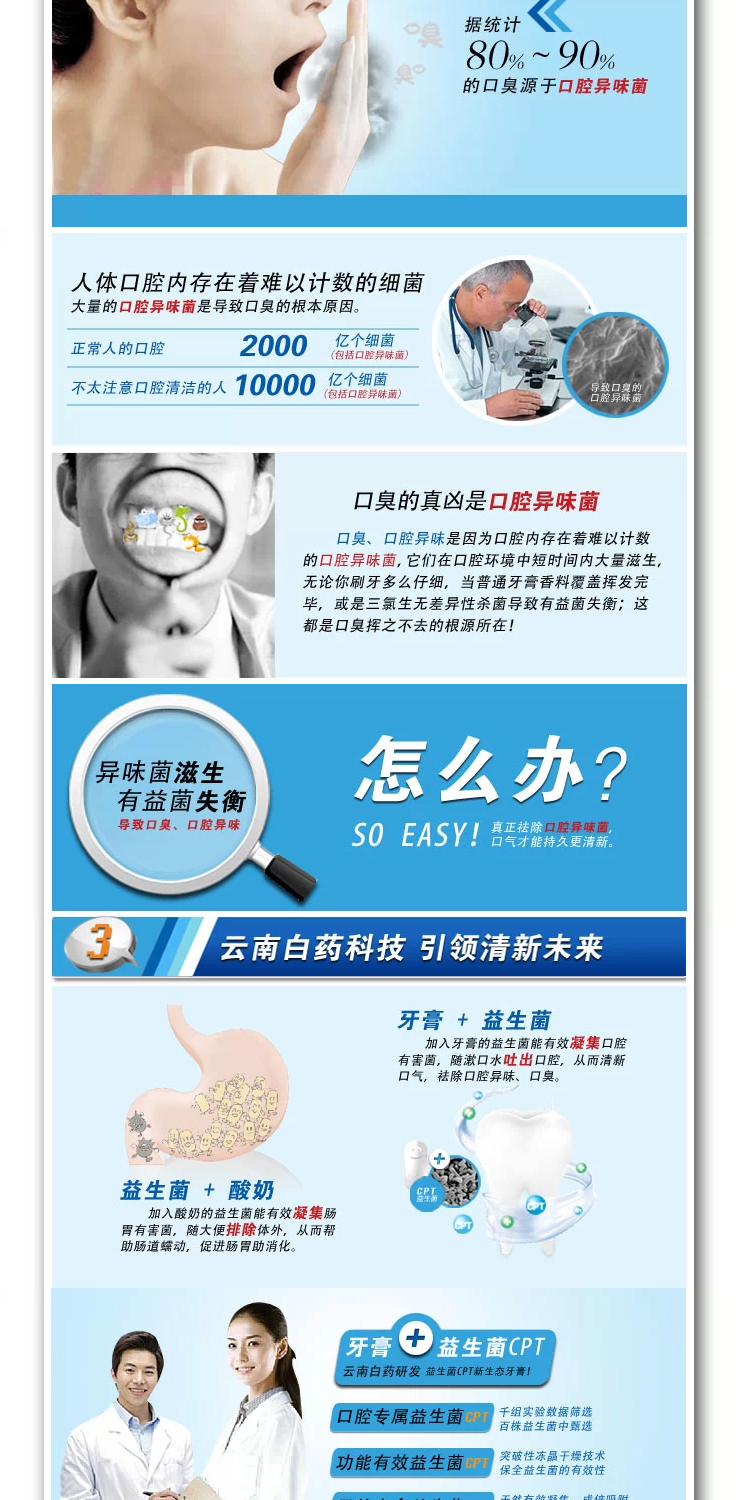 据统计
80%~90%
的口臭源于口腔异味菌
臭
臭
人体口腔内存在着难以计数的细菌
大量的口腔异味菌是导致口臭的根本原因。
正常人的口腔 2000 亿个细菌
(包括口腔异味菌)
不太注意口腔清洁的人 10000 亿个细菌
(包括口腔异味菌)
导致口臭的
口腔异味菌
口臭的真凶是口腔异味菌
口臭、口腔异味是因为口腔内存在着难以计数
的口腔异味菌,它们在口腔环境中短时间内大量滋生,
无论你刷牙多么仔细，当普通牙膏香料覆盖挥发完
毕，或是三氯生无差异性杀菌导致有益菌失衡；这
都是口臭挥之不去的根源所在！
异味菌滋生
有益菌失衡
导致口臭、口腔异味
怎么办？
SO EASY!
真正祛除口腔异味菌,
口气才能持久更清新。
3
云南白药科技 引领清新未来
牙膏 + 益生菌
加入牙膏的益生菌能有效凝集口腔
有害菌，随漱口水吐出口腔，从而清新
口气，祛除口腔异味、口臭。
CPT
益生菌
CPT
CPT
益生菌 + 酸奶
加入酸奶的益生菌能有效凝集肠
胃有害菌，随大便排除体外，从而帮
助肠道蠕动，促进肠胃助消化。
牙膏+益生菌CPT
云南白药研发 益生菌CPT新生态牙膏！
口腔专属益生菌CPT
千组实验数据筛选
百株益生菌中甄选
功能有效益生菌CPT
突破性冻晶干燥技术
保全益生菌的有效性